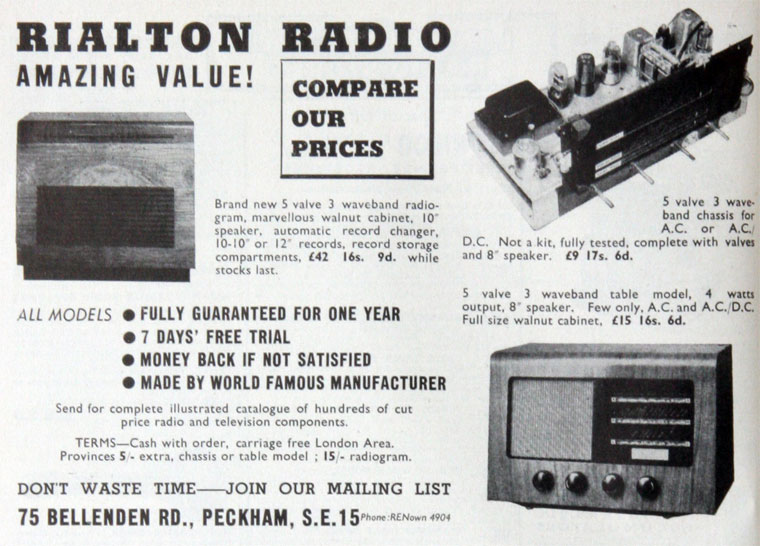 RIALTON RADIO
AMAZING VALUE!
COMPARE
OUR
PRICES
Brand new 5 valve 3 waveband radio-
gram, marvellous walnut cabinet, 10"
speaker, automatic record changer,
10-10" or 12" records, record storage
compartments, £42 16s. 9d. while
stocks last.
5 valve 3 wave-
band chassis for
A.C. or A.C./
D.C. Not a kit, fully tested, complete with valves
and 8" speaker. £9 17s. 6d.
5 valve 3 waveband table model, 4 watts
output, 8" speaker. Few only, A.C. and A.C./D.C.
Full size walnut cabinet, £15 16s. 6d.
ALL MODELS ● FULLY GUARANTEED FOR ONE YEAR
● 7 DAYS' FREE TRIAL
● MONEY BACK IF NOT SATISFIED
● MADE BY WORLD FAMOUS MANUFACTURER
Send for complete illustrated catalogue of hundreds of cut
price radio and television components.
TERMS—Cash with order, carriage free London Area.
Provinces 5/- extra, chassis or table model ; 15/- radiogram.
DON'T WASTE TIME——JOIN OUR MAILING LIST
75 BELLENDEN RD., PECKHAM, S.E.15 Phone: RENown 4904